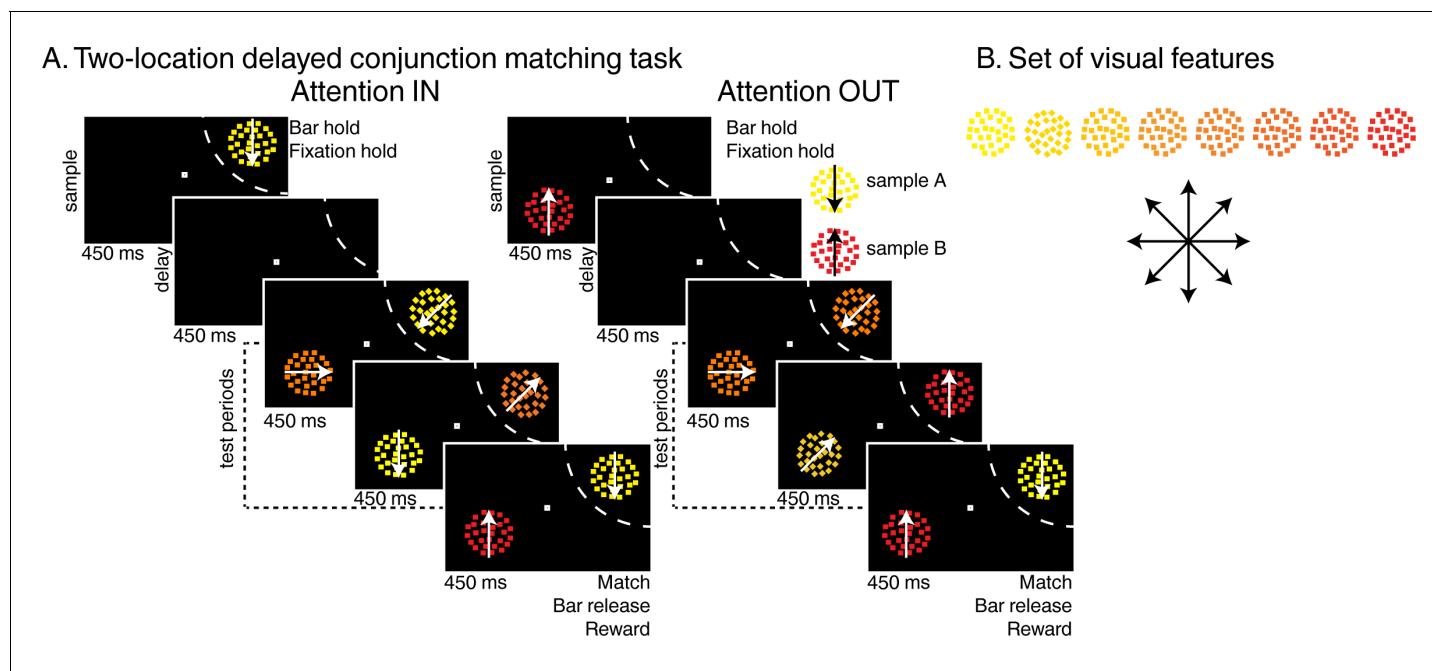 A. Two-location delayed conjunction matching task
B. Set of visual features
Attention IN
Bar hold
Fixation hold
sample
450 ms
delay
450 ms
test periods
450 ms
450 ms
450 ms
Match
Bar release
Reward
Attention OUT
Bar hold
Fixation hold
sample A
sample B
sample
450 ms
delay
450 ms
test periods
450 ms
450 ms
450 ms
Match
Bar release
Reward